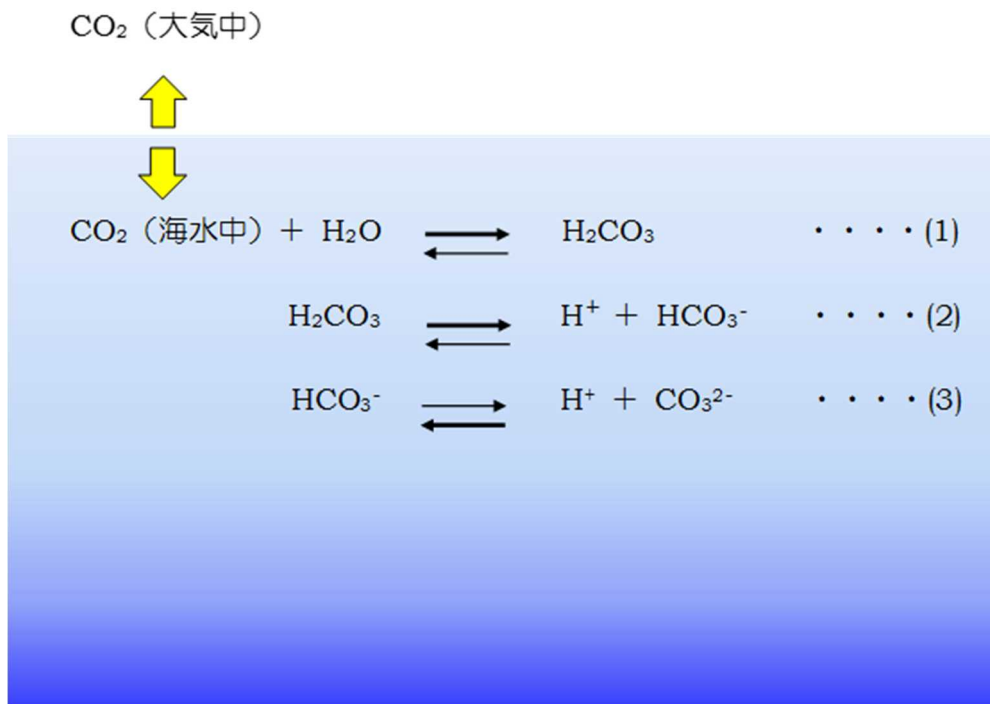 CO₂（大気中）
CO₂（海水中）＋ H₂O ⇌ H₂CO₃ ・・・・(1)
H₂CO₃ ⇌ H⁺ + HCO₃⁻ ・・・・(2)
HCO₃⁻ ⇌ H⁺ + CO₃²⁻ ・・・・(3)